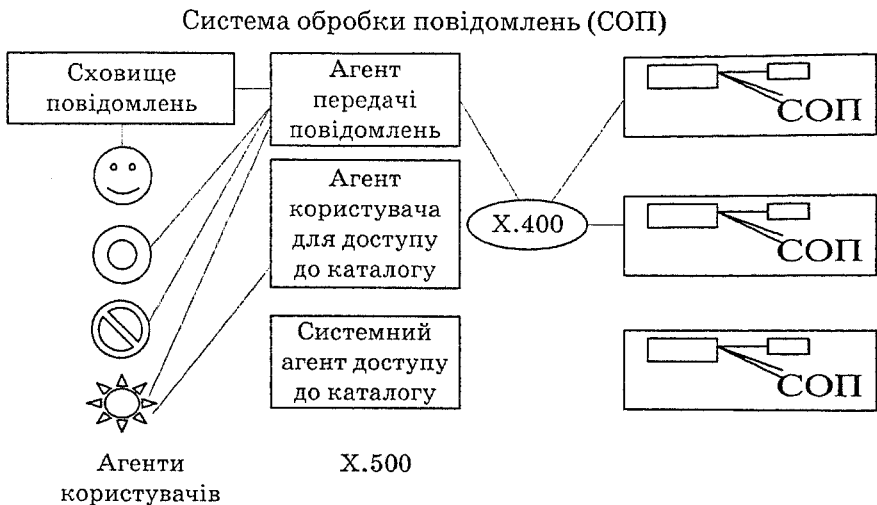 Система обробки повідомлень (СОП)
Сховище
повідомлень
Агент
передачі
повідомлень
Агент
користувача
для доступу
до каталогу
Системний
агент доступу
до каталогу
X.400
СОП
СОП
СОП
Агенти
користувачів
X.500